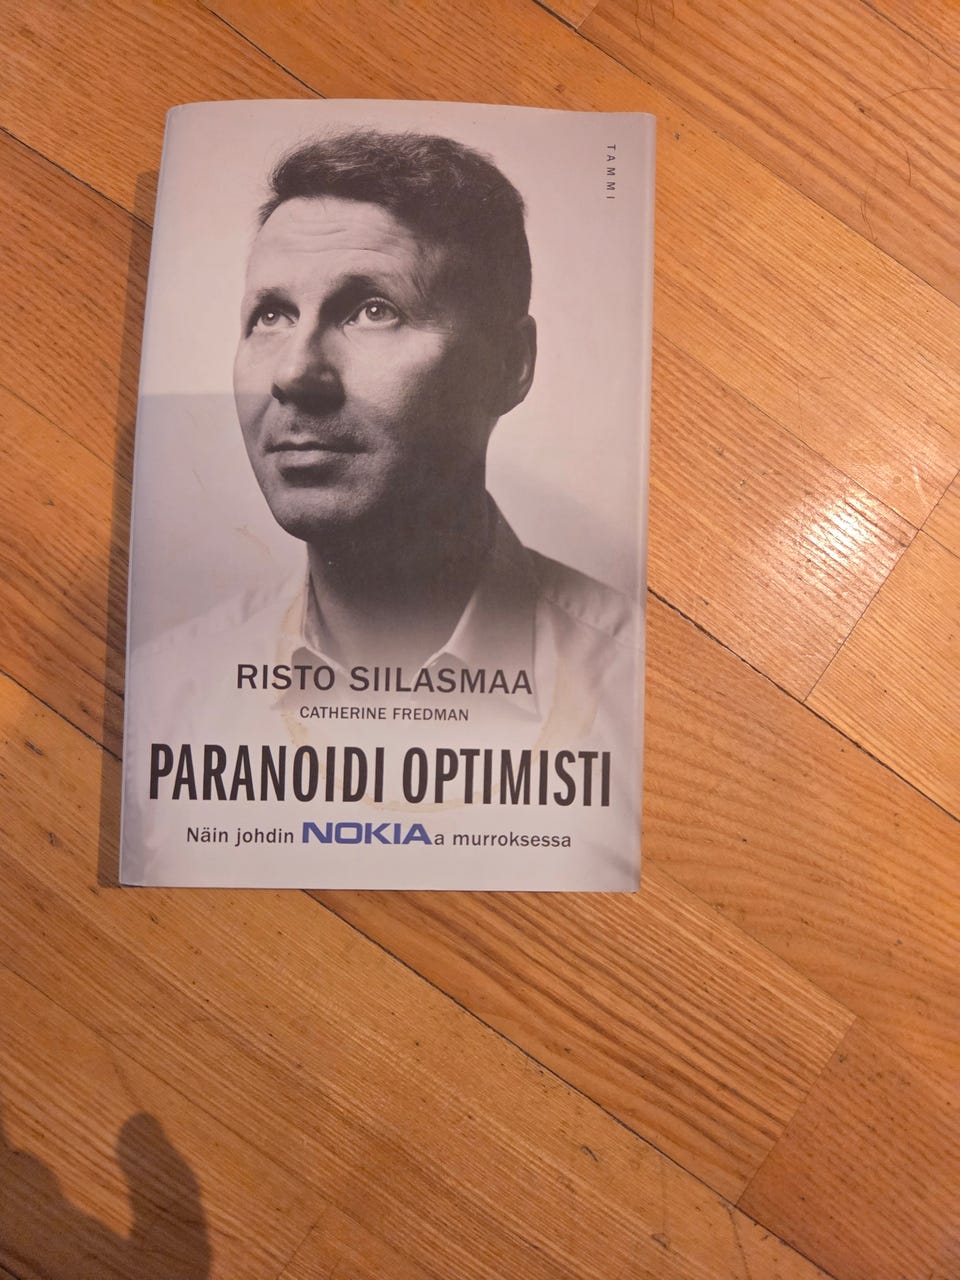 TAMMI
RISTO SIILASMAA
CATHERINE FREDMAN
PARANOIDI OPTIMISTI
Näin johdin NOKIAa murroksessa